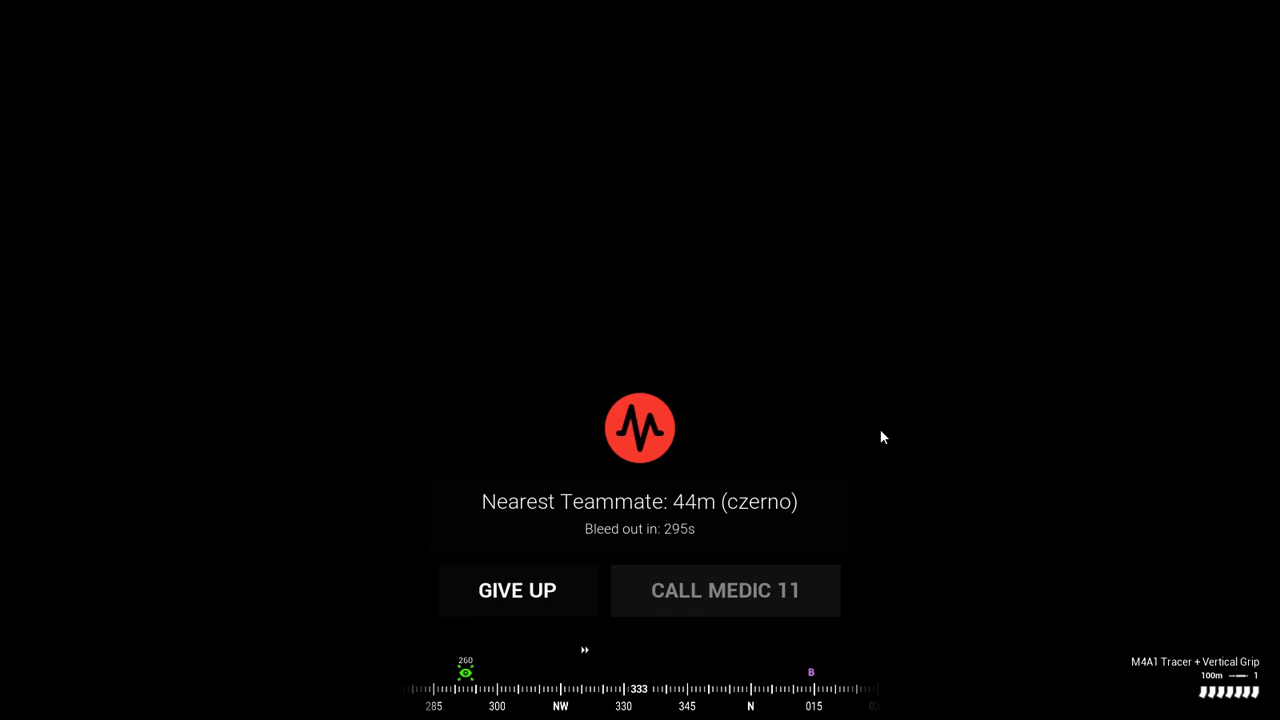 Nearest Teammate: 44m (czerno)
Bleed out in: 295s
GIVE UP
CALL MEDIC 11
260
B
M4A1 Tracer + Vertical Grip
100m
1
333
285
300
NW
330
345
N
015